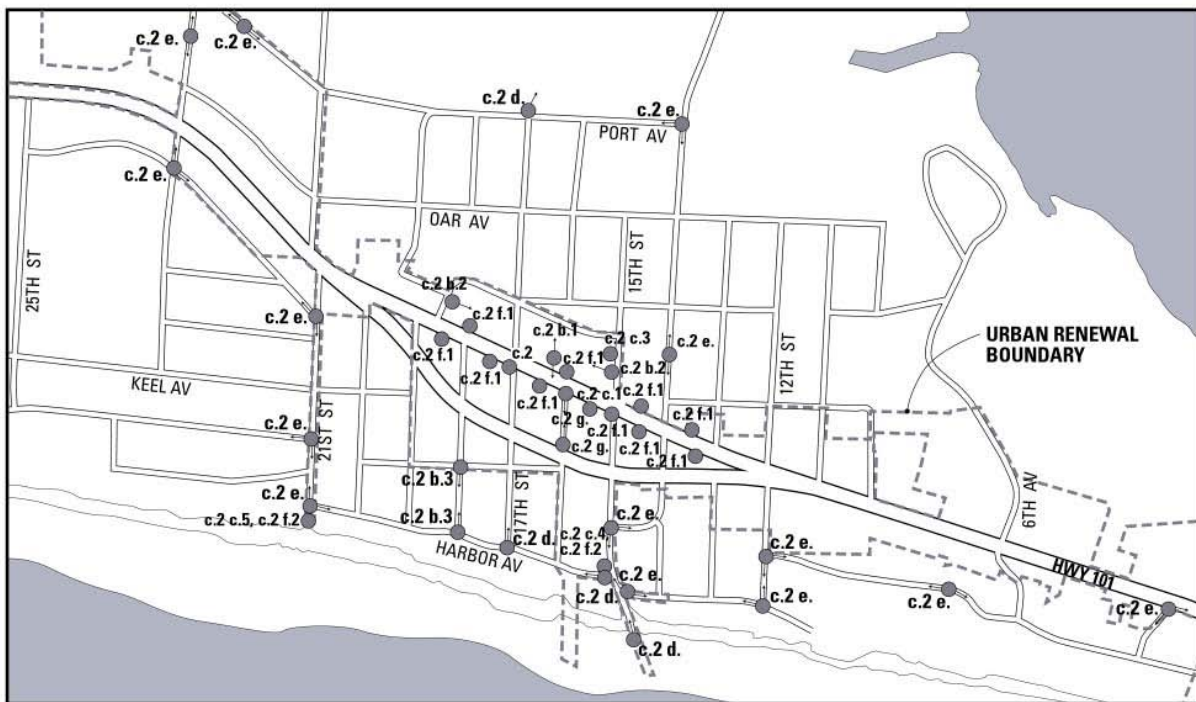 c.2 e.
c.2 e.
c.2 d.
c.2 e.
PORT AV
c.2 e.
OAR AV
15TH ST
25TH ST
c.2 b.2
c.2 e.
c.2 f.1
c.2 b.1
c.2 c.3
URBAN RENEWAL
BOUNDARY
c.2 f.1
c.2
c.2 f.1
c.2 e.
12TH ST
c.2 f.1
c.2 b.2
KEEL AV
c.2 f.1
c.2 c.1
c.2 f.1
c.2 f.1
c.2 g.
c.2 f.1
c.2 e.
21ST ST
c.2 g.
c.2 f.1
c.2 f.1
c.2 b.3
17TH ST
6TH AV
c.2 e.
c.2 c.5, c.2 f.2
c.2 b.3
c.2 d.
c.2 c.4
c.2 e.
c.2 f.2
HARBOR AV
c.2 e.
HWY 101
c.2 e.
c.2 d.
c.2 e.
c.2 e.
c.2 e.
c.2 d.